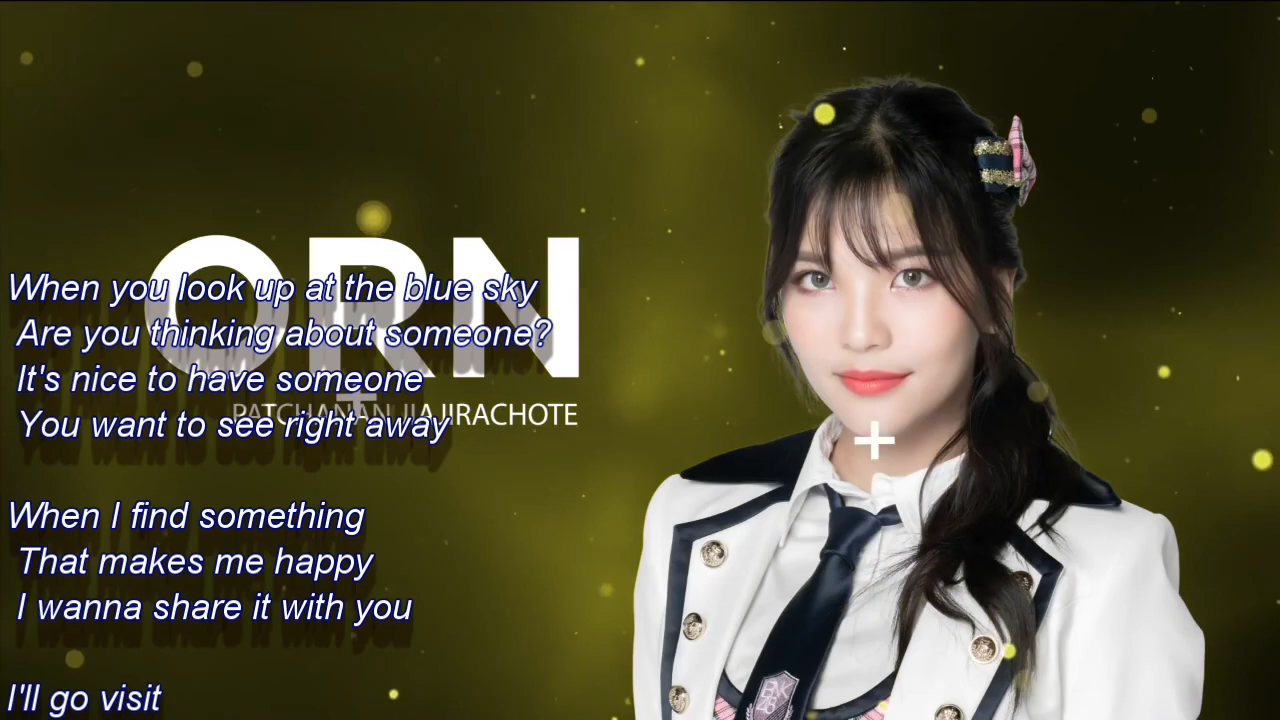 ORN
PATCHANAN JIAJIRACHOTE
When you look up at the blue sky
Are you thinking about someone?
It's nice to have someone
You want to see right away
When I find something
That makes me happy
I wanna share it with you
I'll go visit
BNK
48